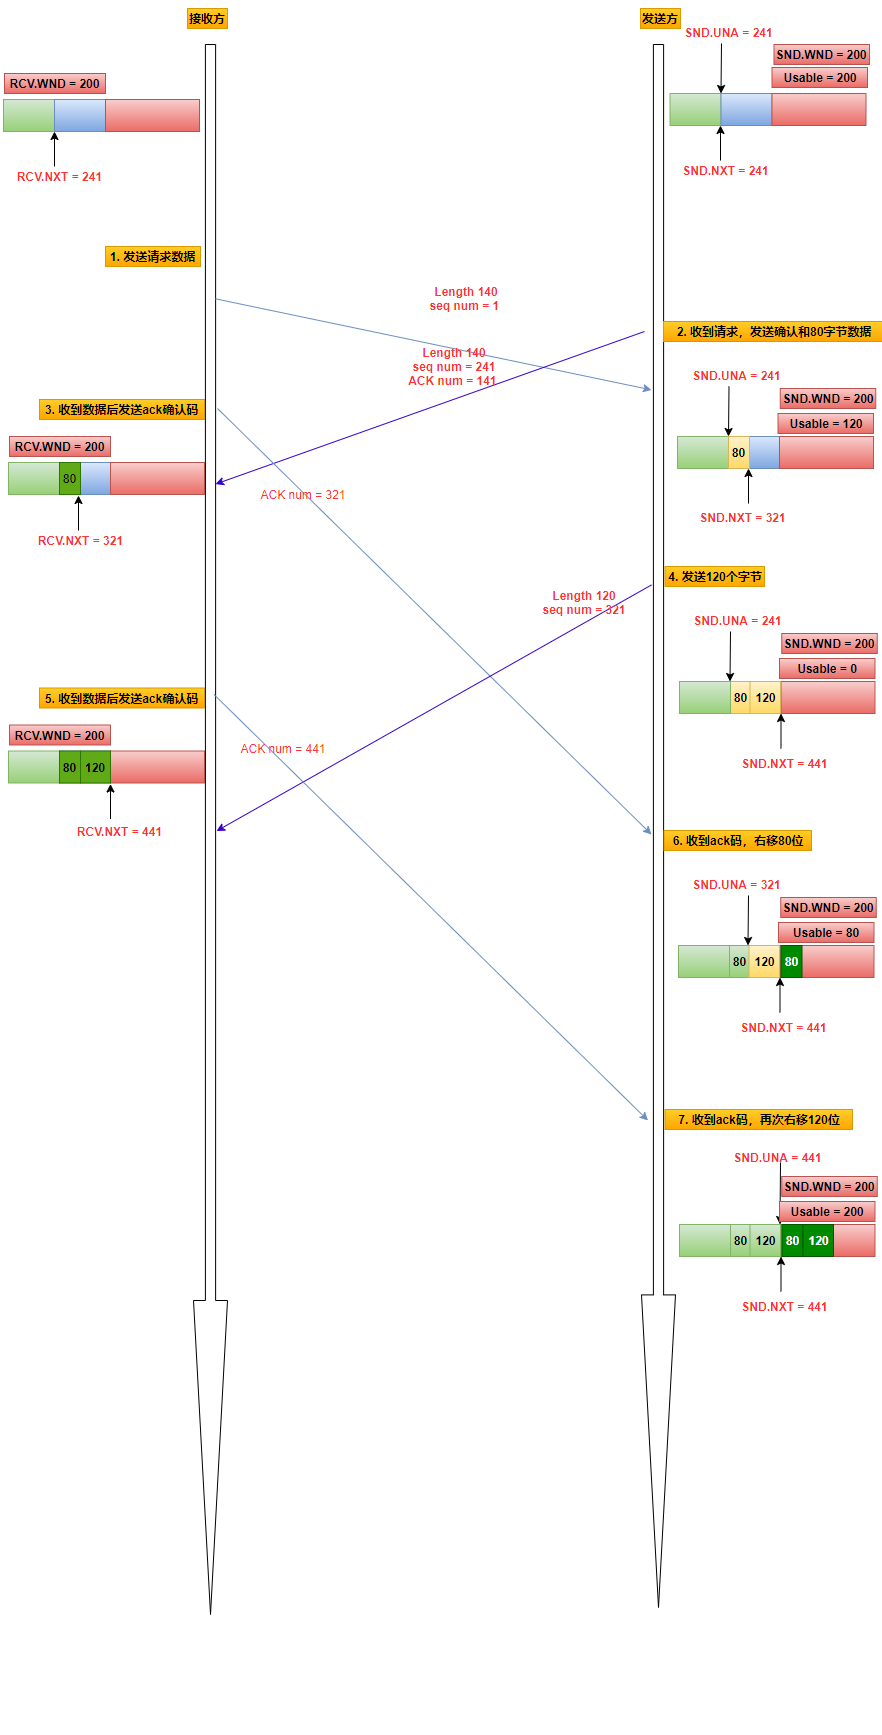 接收方
发送方
SND.UNA = 241
SND.WND = 200
Usable = 200
RCV.WND = 200
SND.NXT = 241
RCV.NXT = 241
1. 发送请求数据
Length 140
seq num = 1
2. 收到请求，发送确认和80字节数据
Length 140
seq num = 241
ACK num = 141
SND.UNA = 241
SND.WND = 200
Usable = 120
3. 收到数据后发送ack确认码
RCV.WND = 200
80
80
ACK num = 321
SND.NXT = 321
RCV.NXT = 321
4. 发送120个字节
Length 120
seq num = 321
SND.UNA = 241
SND.WND = 200
Usable = 0
80 120
5. 收到数据后发送ack确认码
RCV.WND = 200
ACK num = 441
80 120
SND.NXT = 441
RCV.NXT = 441
6. 收到ack码，右移80位
SND.UNA = 321
SND.WND = 200
Usable = 80
80 120 80
SND.NXT = 441
7. 收到ack码，再次右移120位
SND.UNA = 441
SND.WND = 200
Usable = 200
80 120 80 120
SND.NXT = 441